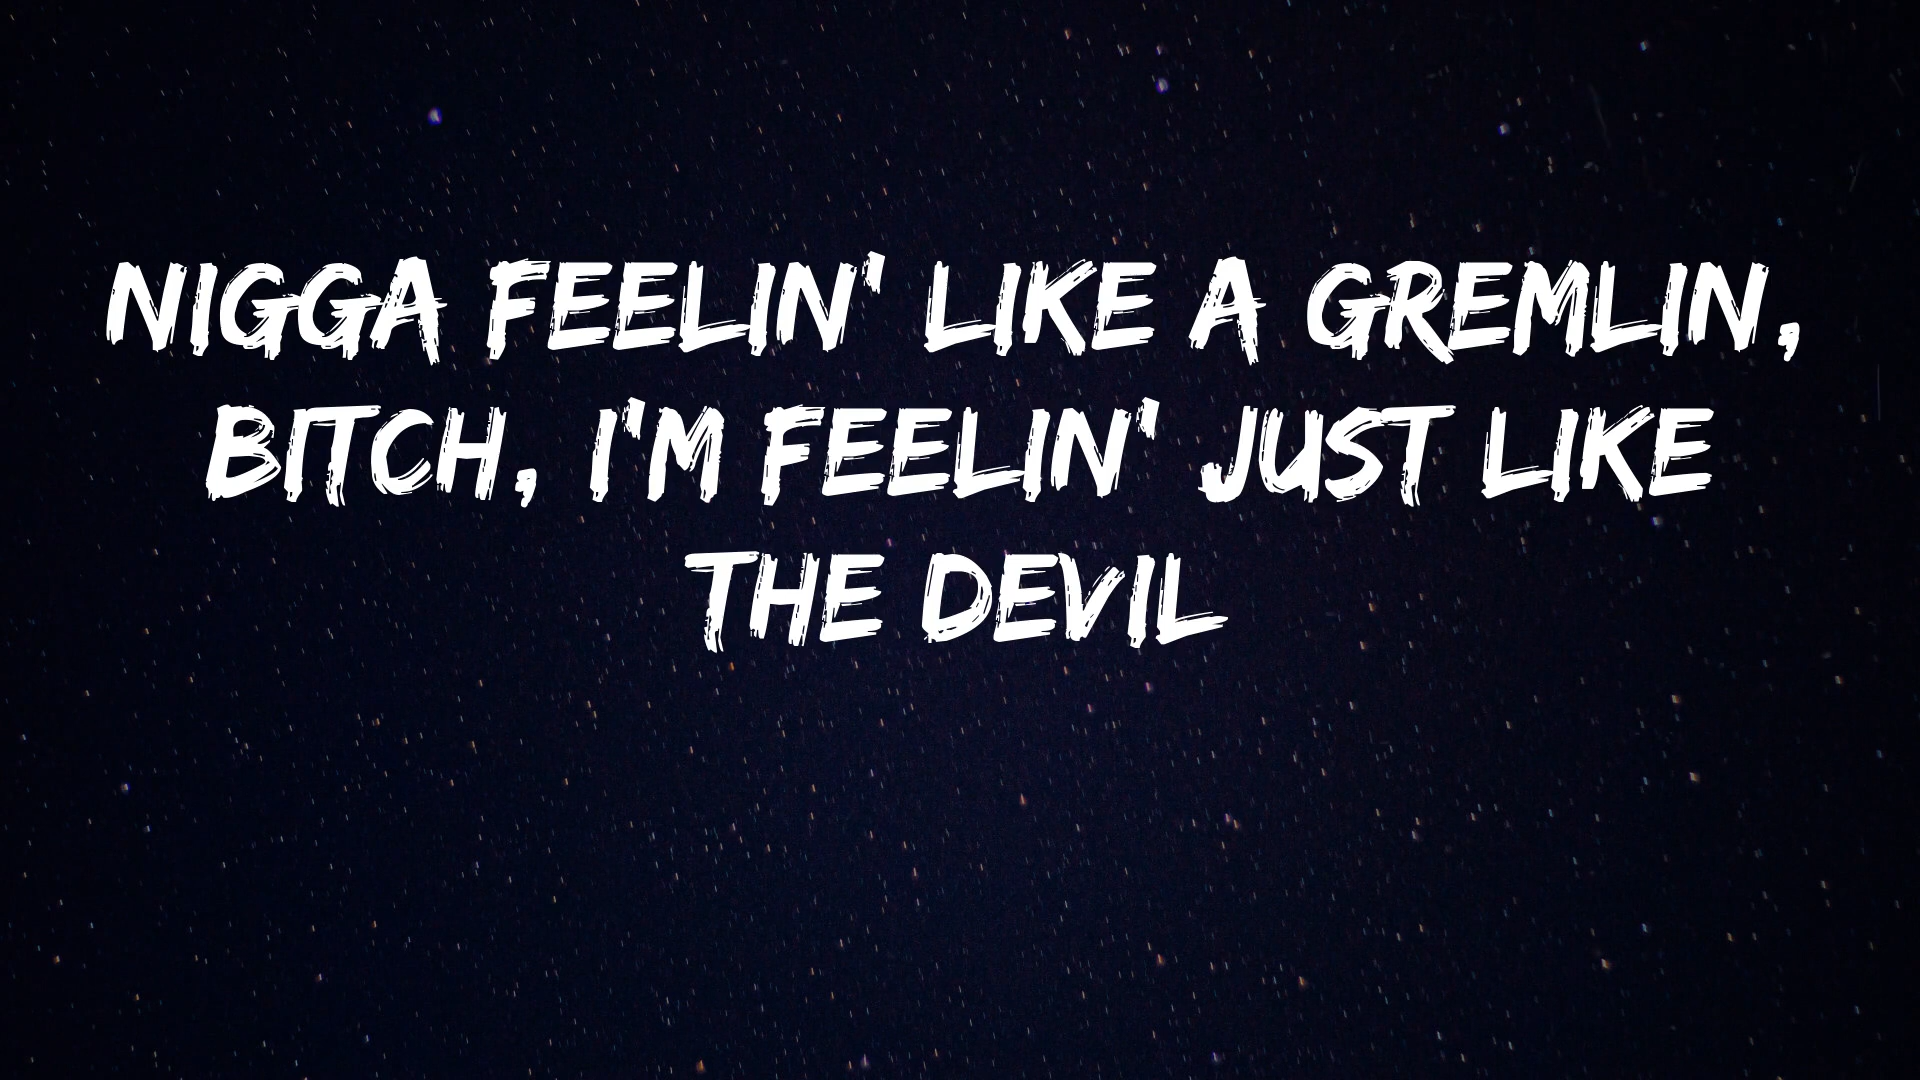 NIGGA FEELIN' LIKE A GREMLIN,
BITCH, I'M FEELIN' JUST LIKE
THE DEVIL